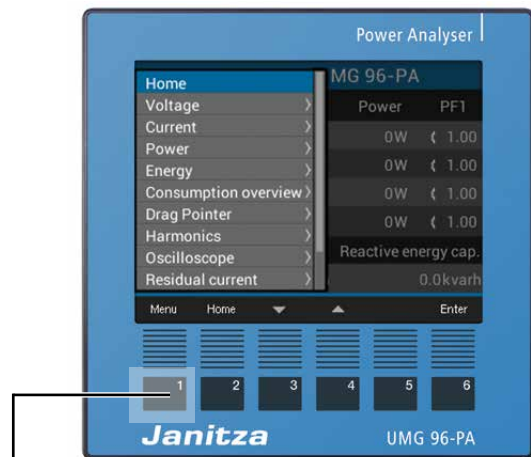 Power Analyser
Home
MG 96-PA
Voltage
Power PF1
Current
0W 1.00
Power
Energy
0W 1.00
Consumption overview
0W 1.00
Drag Pointer
0W 1.00
Harmonics
Oscilloscope
Reactive energy cap.
Residual current
0.0kvarh
Menu Home Enter
1 2 3 4 5 6
Janitza UMG 96-PA